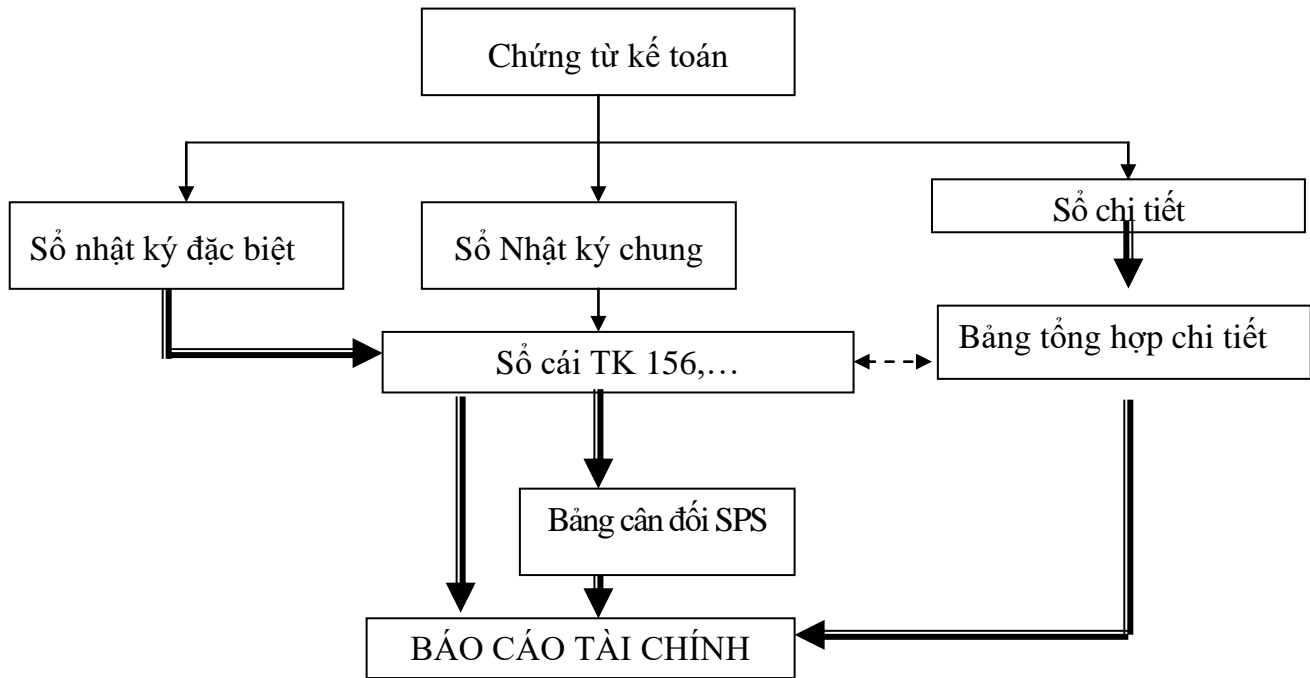 Chứng từ kế toán
Sổ nhật ký đặc biệt
Sổ Nhật ký chung
Sổ chi tiết
Sổ cái TK 156,…
Bảng tổng hợp chi tiết
Bảng cân đối SPS
BÁO CÁO TÀI CHÍNH